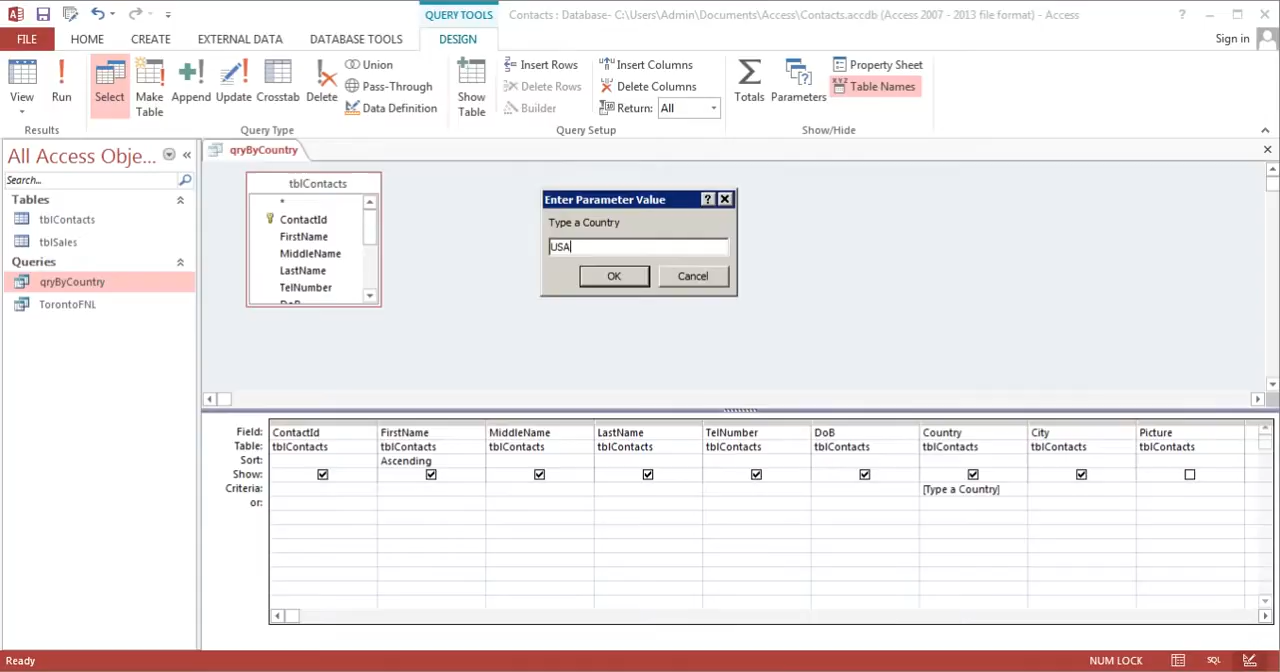 QUERY TOOLS
Contacts : Database- C:\Users\Admin\Documents\Access\Contacts.accdb (Access 2007 - 2013 file format) - Access
?
FILE
HOME
CREATE
EXTERNAL DATA
DATABASE TOOLS
DESIGN
Sign in
View
Run
Results
Select
Make Table
Append
Update
Crosstab
Delete
Union
Pass-Through
Data Definition
Query Type
Show Table
Insert Rows
Delete Rows
Builder
Insert Columns
Delete Columns
Return: All
Query Setup
Totals
Parameters
Property Sheet
Table Names
Show/Hide
All Access Obje...
Search...
Tables
tblContacts
tblSales
Queries
qryByCountry
TorontoFNL
qryByCountry
tblContacts
*
ContactId
FirstName
MiddleName
LastName
TelNumber
DoB
Enter Parameter Value
?
Type a Country
USA
OK
Cancel
Field: ContactId FirstName MiddleName LastName TelNumber DoB Country City Picture
Table: tblContacts tblContacts tblContacts tblContacts tblContacts tblContacts tblContacts tblContacts tblContacts
Sort: Ascending
Show:
Criteria: [Type a Country]
or:
Ready
NUM LOCK
SQL